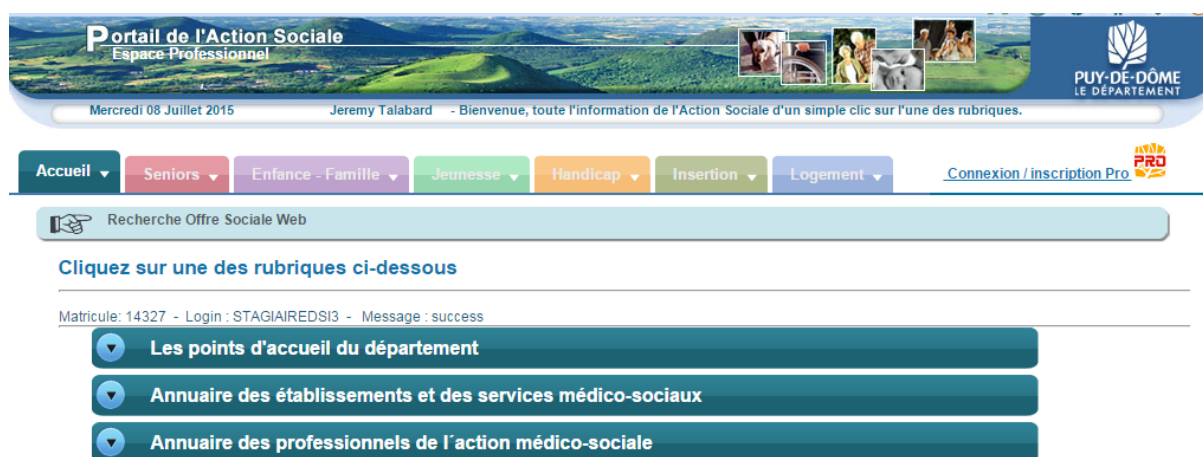 Portail de l'Action Sociale
Espace Professionnel
PUY-DE-DÔME
LE DÉPARTEMENT
Mercredi 08 Juillet 2015 Jeremy Talabard - Bienvenue, toute l'information de l'Action Sociale d'un simple clic sur l'une des rubriques.
Accueil Seniors Enfance - Famille Jeunesse Handicap Insertion Logement Connexion / inscription Pro PRO
Recherche Offre Sociale Web
Cliquez sur une des rubriques ci-dessous
Matricule: 14327 - Login : STAGIAIREDSI3 - Message : success
Les points d'accueil du département
Annuaire des établissements et des services médico-sociaux
Annuaire des professionnels de l´action médico-sociale